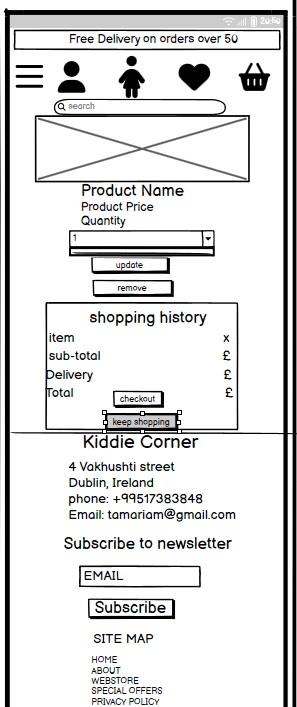 20:50
Free Delivery on orders over 50
search
Product Name
Product Price
Quantity
1
update
remove
shopping history
item x
sub-total £
Delivery £
Total £
checkout
keep shopping
Kiddie Corner
4 Vakhushti street
Dublin, Ireland
phone: +99517383848
Email: tamariam@gmail.com
Subscribe to newsletter
EMAIL
Subscribe
SITE MAP
HOME
ABOUT
WEBSTORE
SPECIAL OFFERS
PRIVACY POLICY